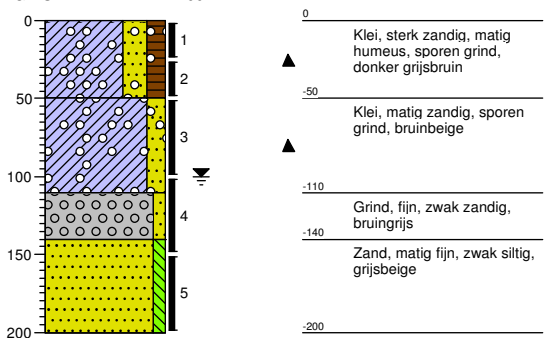 0
50
100
150
200
1
2
3
4
5
0
Klei, sterk zandig, matig
humeus, sporen grind,
donker grijsbruin
-50
Klei, matig zandig, sporen
grind, bruinbeige
-110
Grind, fijn, zwak zandig,
bruingrijs
-140
Zand, matig fijn, zwak siltig,
grijsbeige
-200